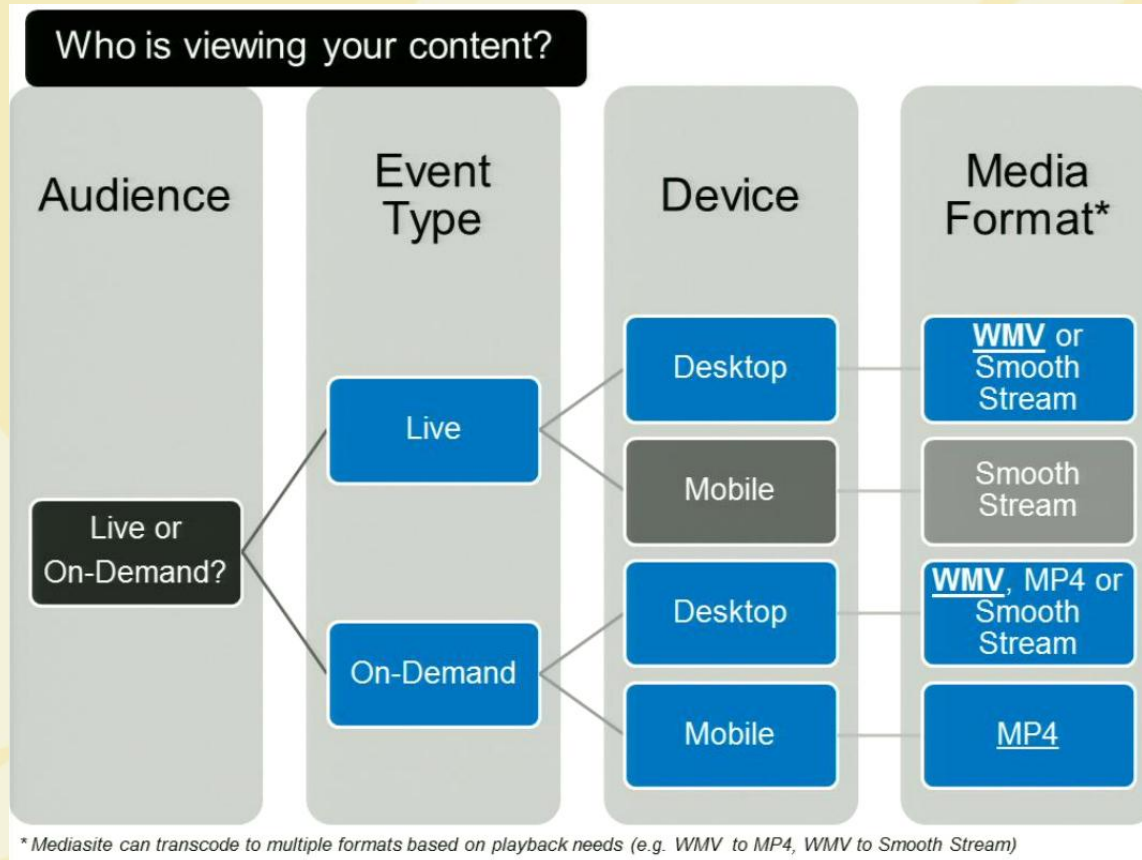 Who is viewing your content?
Audience
Event
Type
Device
Media
Format*
Live or
On-Demand?
Live
On-Demand
Desktop
Mobile
Desktop
Mobile
WMV or
Smooth
Stream
Smooth
Stream
WMV, MP4 or
Smooth
Stream
MP4
* Mediasite can transcode to multiple formats based on playback needs (e.g. WMV to MP4, WMV to Smooth Stream)